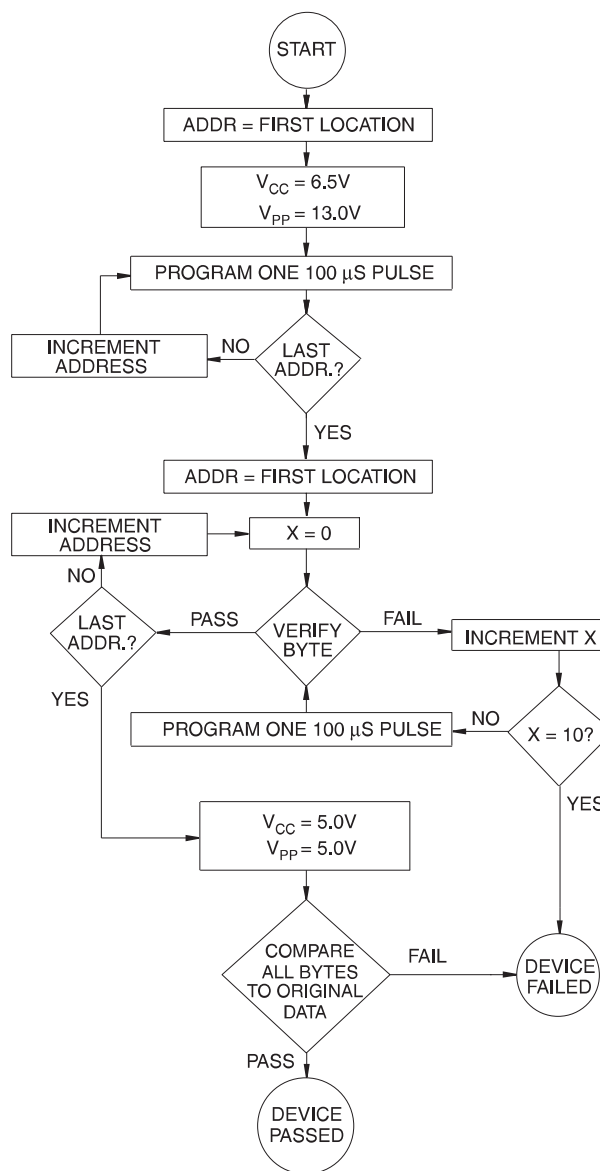 START
ADDR = FIRST LOCATION
V_CC = 6.5V
V_PP = 13.0V
PROGRAM ONE 100 μS PULSE
INCREMENT
ADDRESS
NO
LAST
ADDR.?
YES
ADDR = FIRST LOCATION
INCREMENT
ADDRESS
X = 0
NO
LAST
ADDR.?
PASS
VERIFY
BYTE
FAIL
INCREMENT X
YES
PROGRAM ONE 100 μS PULSE
NO
X = 10?
YES
V_CC = 5.0V
V_PP = 5.0V
COMPARE
ALL BYTES
TO ORIGINAL
DATA
FAIL
DEVICE
FAILED
PASS
DEVICE
PASSED